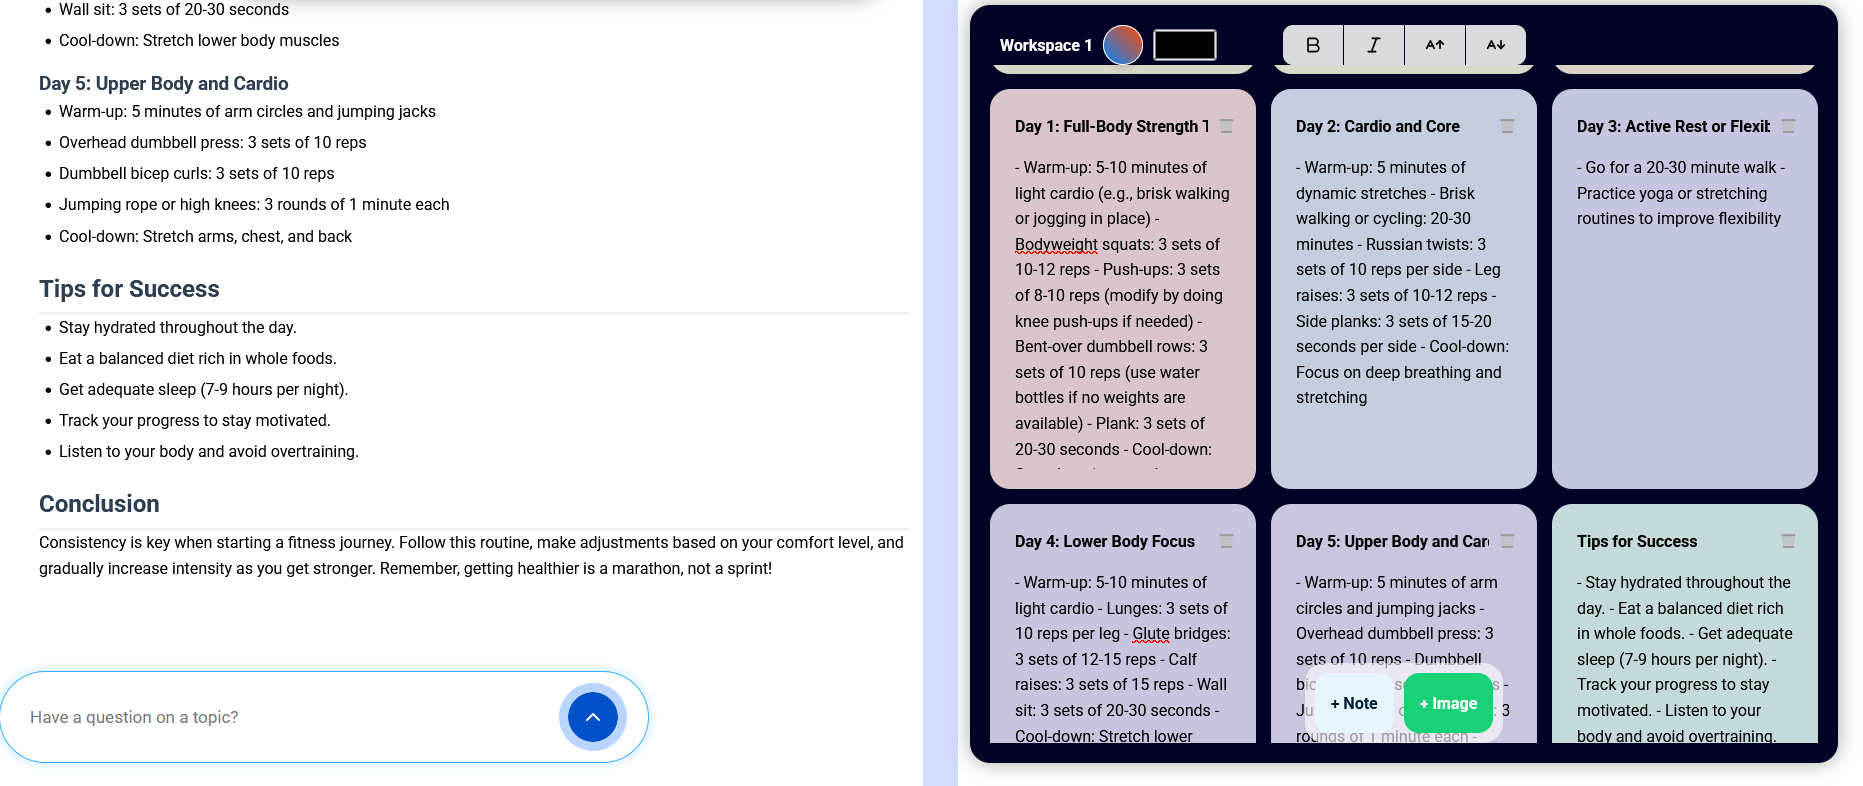 Wall sit: 3 sets of 20-30 seconds
Cool-down: Stretch lower body muscles
Day 5: Upper Body and Cardio
Warm-up: 5 minutes of arm circles and jumping jacks
Overhead dumbbell press: 3 sets of 10 reps
Dumbbell bicep curls: 3 sets of 10 reps
Jumping rope or high knees: 3 rounds of 1 minute each
Cool-down: Stretch arms, chest, and back
Tips for Success
Stay hydrated throughout the day.
Eat a balanced diet rich in whole foods.
Get adequate sleep (7-9 hours per night).
Track your progress to stay motivated.
Listen to your body and avoid overtraining.
Conclusion
Consistency is key when starting a fitness journey. Follow this routine, make adjustments based on your comfort level, and
gradually increase intensity as you get stronger. Remember, getting healthier is a marathon, not a sprint!
Have a question on a topic?
Workspace 1
B I A A
Day 1: Full-Body Strength
- Warm-up: 5-10 minutes of
light cardio (e.g., brisk walking
or jogging in place) -
Bodyweight squats: 3 sets of
10-12 reps - Push-ups: 3 sets
of 8-10 reps (modify by doing
knee push-ups if needed) -
Bent-over dumbbell rows: 3
sets of 10 reps (use water
bottles if no weights are
available) - Plank: 3 sets of
20-30 seconds - Cool-down:
Day 2: Cardio and Core
- Warm-up: 5 minutes of
dynamic stretches - Brisk
walking or cycling: 20-30
minutes - Russian twists: 3
sets of 10 reps per side - Leg
raises: 3 sets of 10-12 reps -
Side planks: 3 sets of 15-20
seconds per side - Cool-down:
Focus on deep breathing and
stretching
Day 3: Active Rest or Flexib
- Go for a 20-30 minute walk -
Practice yoga or stretching
routines to improve flexibility
Day 4: Lower Body Focus
- Warm-up: 5-10 minutes of
light cardio - Lunges: 3 sets of
10 reps per leg - Glute bridges:
3 sets of 12-15 reps - Calf
raises: 3 sets of 15 reps - Wall
sit: 3 sets of 20-30 seconds -
Cool-down: Stretch lower
Day 5: Upper Body and Car
- Warm-up: 5 minutes of arm
circles and jumping jacks -
Overhead dumbbell press: 3
sets of 10 reps - Dumbbell
rounds of 1 minute each -
+ Note
+ Image
Tips for Success
- Stay hydrated throughout the
day. - Eat a balanced diet rich
in whole foods. - Get adequate
sleep (7-9 hours per night). -
Track your progress to stay
motivated. - Listen to your
body and avoid overtraining.